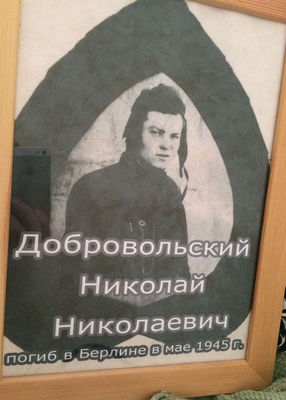 Добровольский
Николай
Николаевич
погиб в Берлине в мае 1945 г.